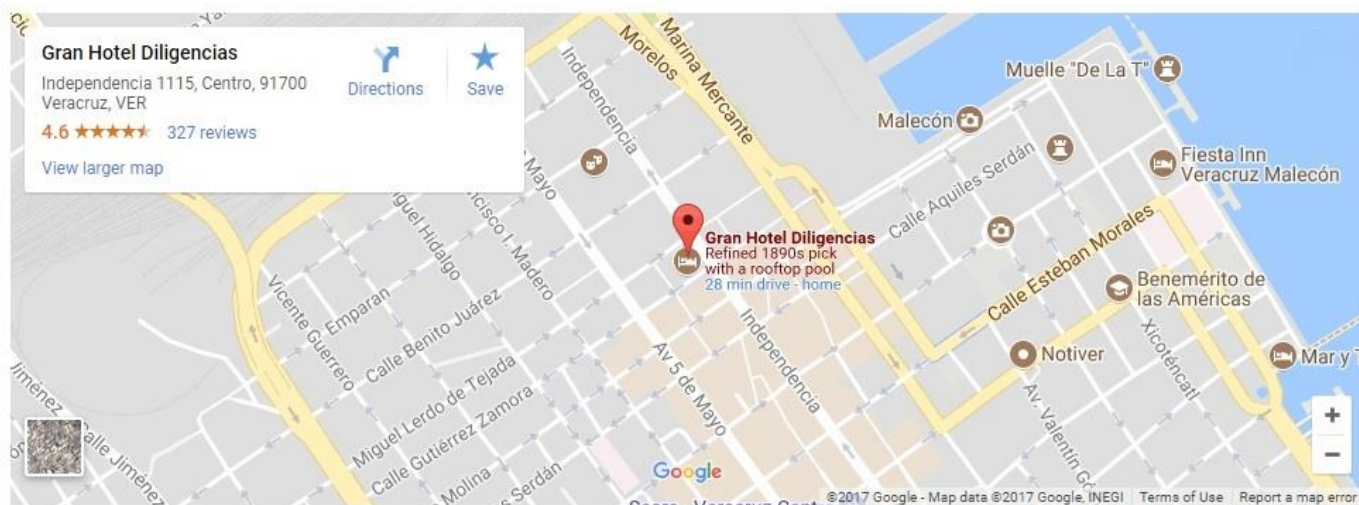 Gran Hotel Diligencias
Independencia 1115, Centro, 91700
Veracruz, VER
4.6
327 reviews
View larger map
Directions
Save
Marina Mercante
Morelos
Independencia
Mayo
Muelle "De La T"
Malecón
Fiesta Inn
Veracruz Malecón
Calle Aquiles Serdán
Gran Hotel Diligencias
Refined 1890s pick
with a rooftop pool
28 min drive - home
Calle Esteban Morales
Benemérito de
las Américas
Miguel Hidalgo
Francisco I. Madero
Vicente Guerrero
Emparan
Calle Benito Juárez
Miguel Lerdo de Tejada
Calle Gutiérrez Zamora
Molina
Serdán
Av 5 de Mayo
Independencia
Notiver
Xicoténcatl
Av. Valentín Gó
Mar y T
Jiménez
Calle Jiménez
+
−
Google
©2017 Google - Map data ©2017 Google, INEGI
Terms of Use
Report a map error